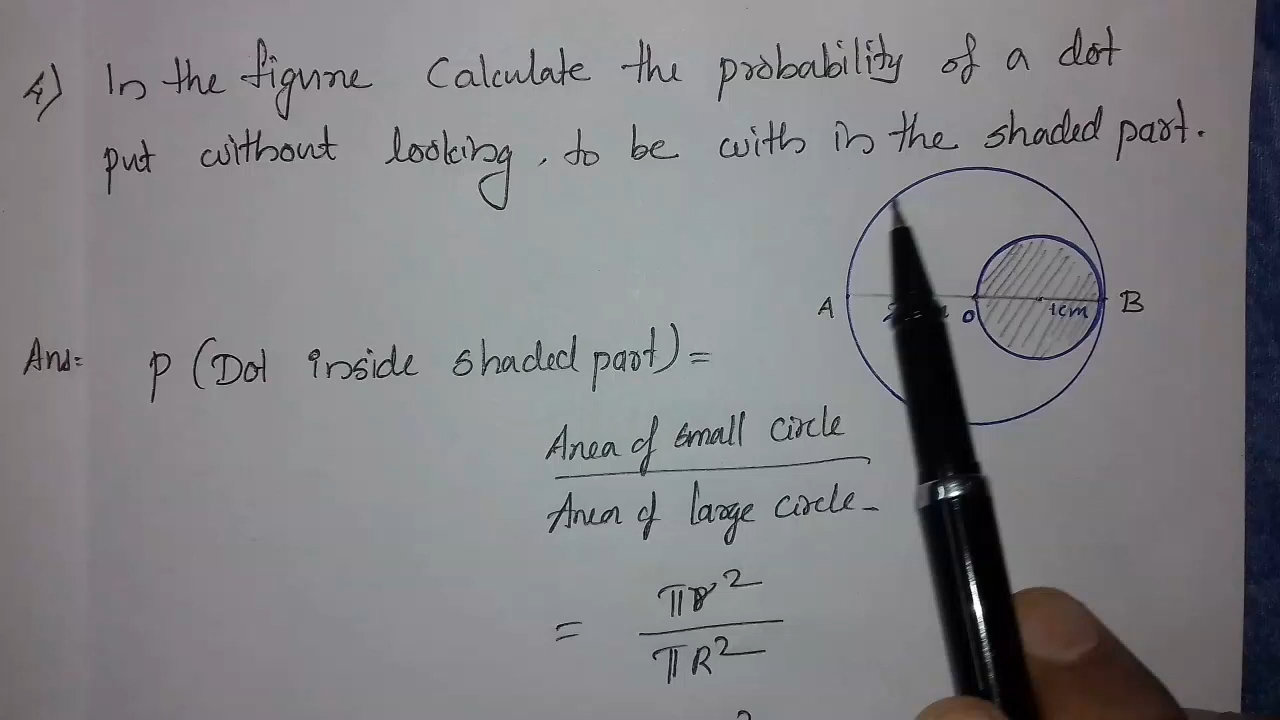 4) In the figure Calculate the probability of a dot
put without looking, to be with in the shaded part.
A
O
1cm
B
Ans: P (Dot inside shaded part) =
Area of small circle
Area of large circle
= πr²
πR²
2